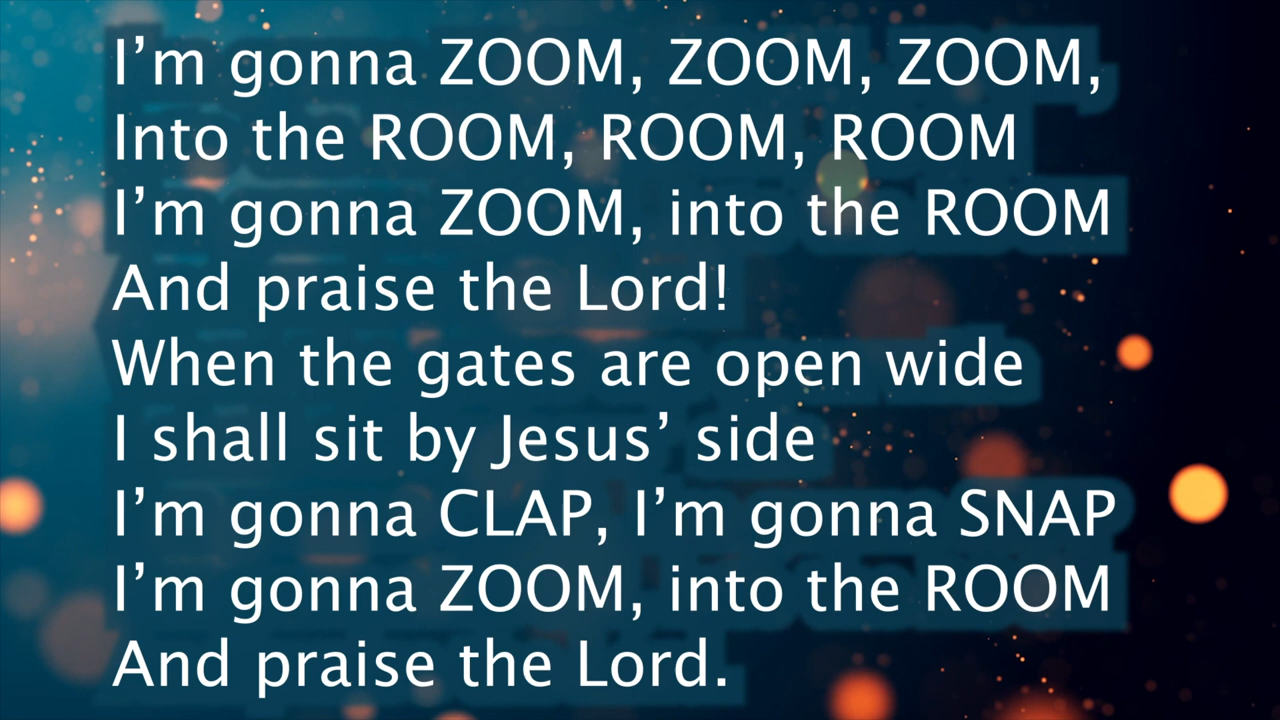 I’m gonna ZOOM, ZOOM, ZOOM,
Into the ROOM, ROOM, ROOM
I’m gonna ZOOM, into the ROOM
And praise the Lord!
When the gates are open wide
I shall sit by Jesus’ side
I’m gonna CLAP, I’m gonna SNAP
I’m gonna ZOOM, into the ROOM
And praise the Lord.